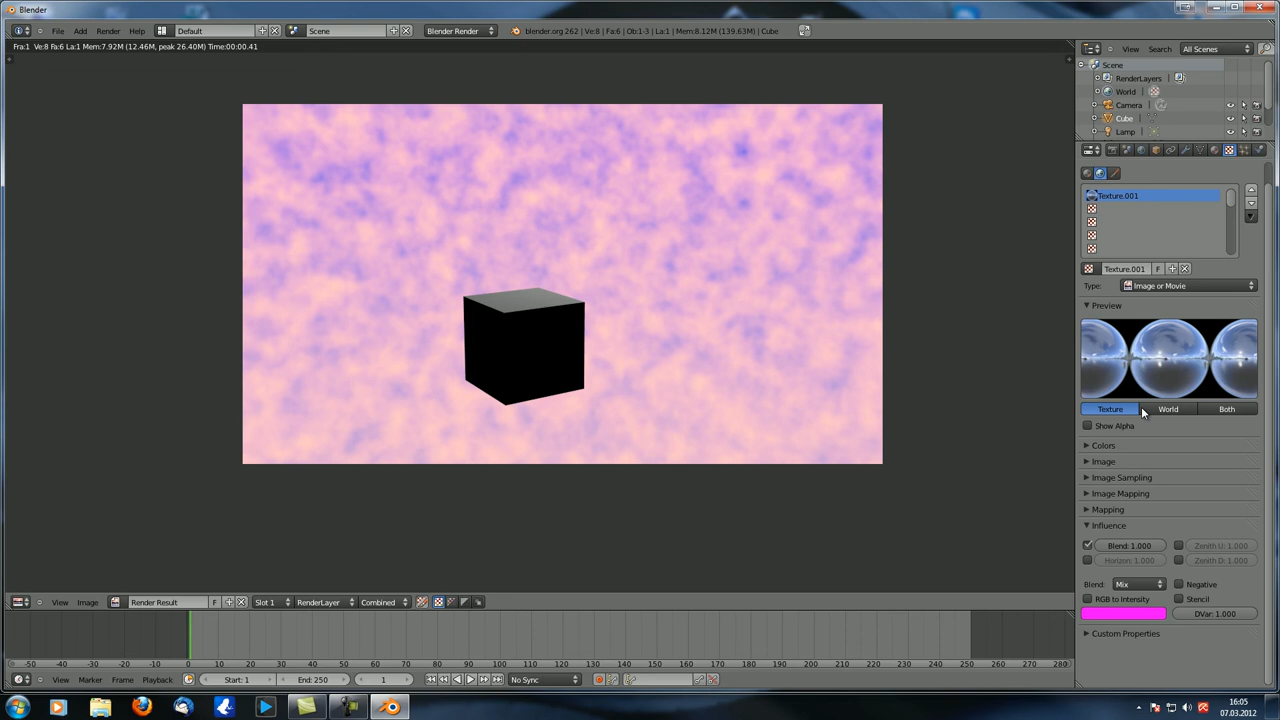 Blender
File Add Render Help Default Scene Blender Render blender.org 262 | Ve:8 | Fa:6 | Ob:1-3 | La:1 | Mem:8.12M (139.63M) | Cube
Fra:1 Ve:8 Fa:6 La:1 Mem:7.92M (12.46M, peak 26.40M) Time:00:00.41
View Search All Scenes
Scene
RenderLayers |
World |
Camera |
Cube |
Lamp |
Texture.001
Texture.001 F
Type: Image or Movie
Preview
Texture World Both
Show Alpha
Colors
Image
Image Sampling
Image Mapping
Mapping
Influence
Blend: 1.000 Zenith U: 1.000
Horizon: 1.000 Zenith D: 1.000
Blend: Mix Negative
RGB to Intensity Stencil
DVar: 1.000
Custom Properties
View Image Render Result F Slot 1 RenderLayer Combined
-50 -40 -30 -20 -10 0 10 20 30 40 50 60 70 80 90 100 110 120 130 140 150 160 170 180 190 200 210 220 230 240 250 260 270 280
View Marker Frame Playback Start: 1 End: 250 1 No Sync
16:05
07.03.2012